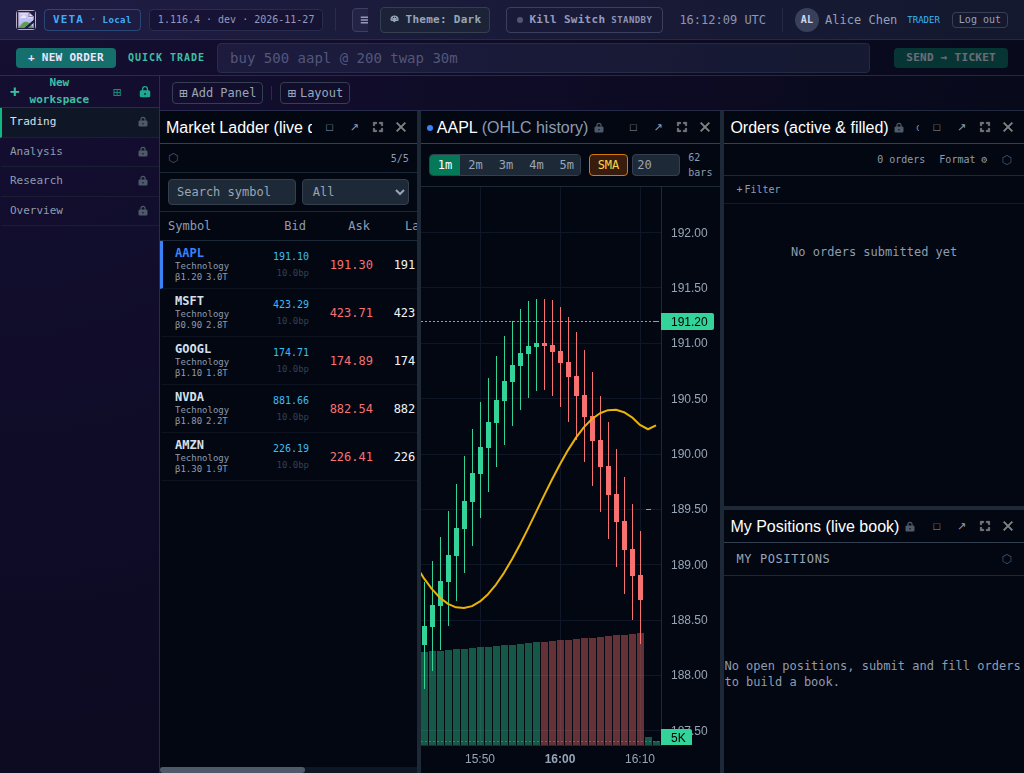 VETA · Local
1.116.4 · dev · 2026-11-27
Theme: Dark
Kill Switch STANDBY
16:12:09 UTC
AL
Alice Chen
TRADER
Log out
+ NEW ORDER
QUICK TRADE
buy 500 aapl @ 200 twap 30m
SEND → TICKET
+ New workspace
Trading
Analysis
Research
Overview
Add Panel
Layout
Market Ladder (live
5/5
Search symbol
All
Symbol Bid Ask La
AAPL 191.10 191.30 191
Technology 10.0bp
β1.20 3.0T
MSFT 423.29 423.71 423
Technology 10.0bp
β0.90 2.8T
GOOGL 174.71 174.89 174
Technology 10.0bp
β1.10 1.8T
NVDA 881.66 882.54 882
Technology 10.0bp
β1.80 2.2T
AMZN 226.19 226.41 226
Technology 10.0bp
β1.30 1.9T
AAPL (OHLC history)
1m 2m 3m 4m 5m SMA 20 62 bars
192.00
191.50
191.20
191.00
190.50
190.00
189.50
189.00
188.50
188.00
5K
15:50 16:00 16:10
Orders (active & filled)
0 orders Format
+ Filter
No orders submitted yet
My Positions (live book)
MY POSITIONS
No open positions, submit and fill orders
to build a book.